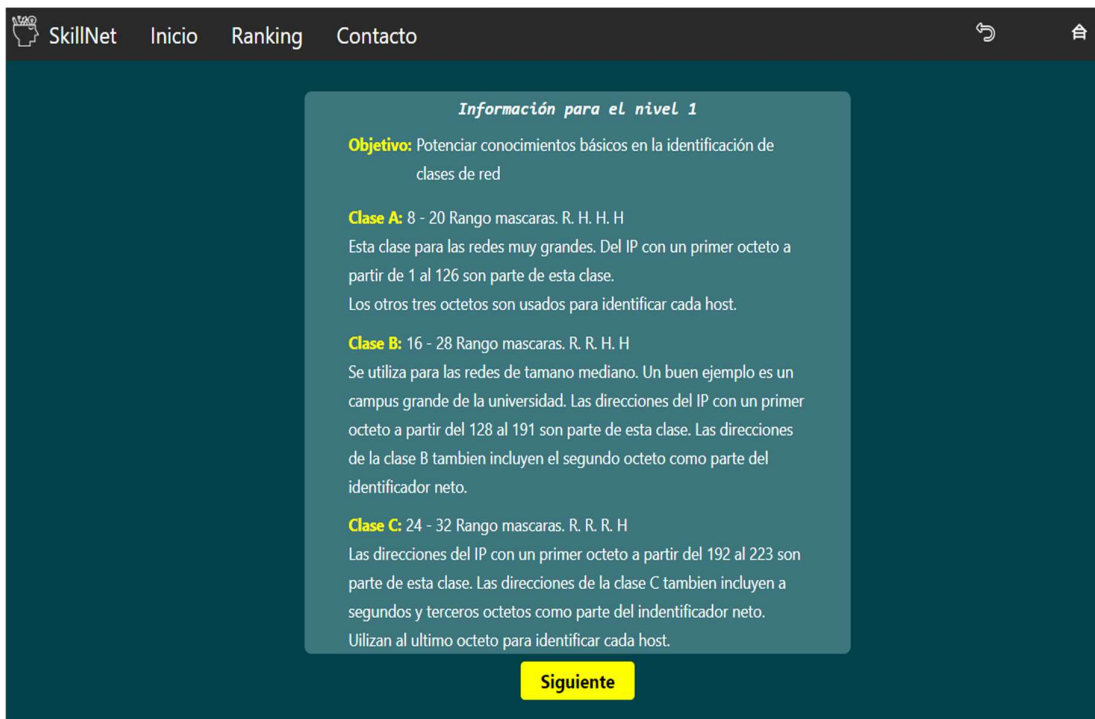 SkillNet Inicio Ranking Contacto
Información para el nivel 1
Objetivo: Potenciar conocimientos básicos en la identificación de
clases de red
Clase A: 8 - 20 Rango mascaras. R. H. H. H
Esta clase para las redes muy grandes. Del IP con un primer octeto a
partir de 1 al 126 son parte de esta clase.
Los otros tres octetos son usados para identificar cada host.
Clase B: 16 - 28 Rango mascaras. R. R. H. H
Se utiliza para las redes de tamano mediano. Un buen ejemplo es un
campus grande de la universidad. Las direcciones del IP con un primer
octeto a partir del 128 al 191 son parte de esta clase. Las direcciones
de la clase B tambien incluyen el segundo octeto como parte del
identificador neto.
Clase C: 24 - 32 Rango mascaras. R. R. R. H
Las direcciones del IP con un primer octeto a partir del 192 al 223 son
parte de esta clase. Las direcciones de la clase C tambien incluyen a
segundos y terceros octetos como parte del indentificador neto.
Uilizan al ultimo octeto para identificar cada host.
Siguiente